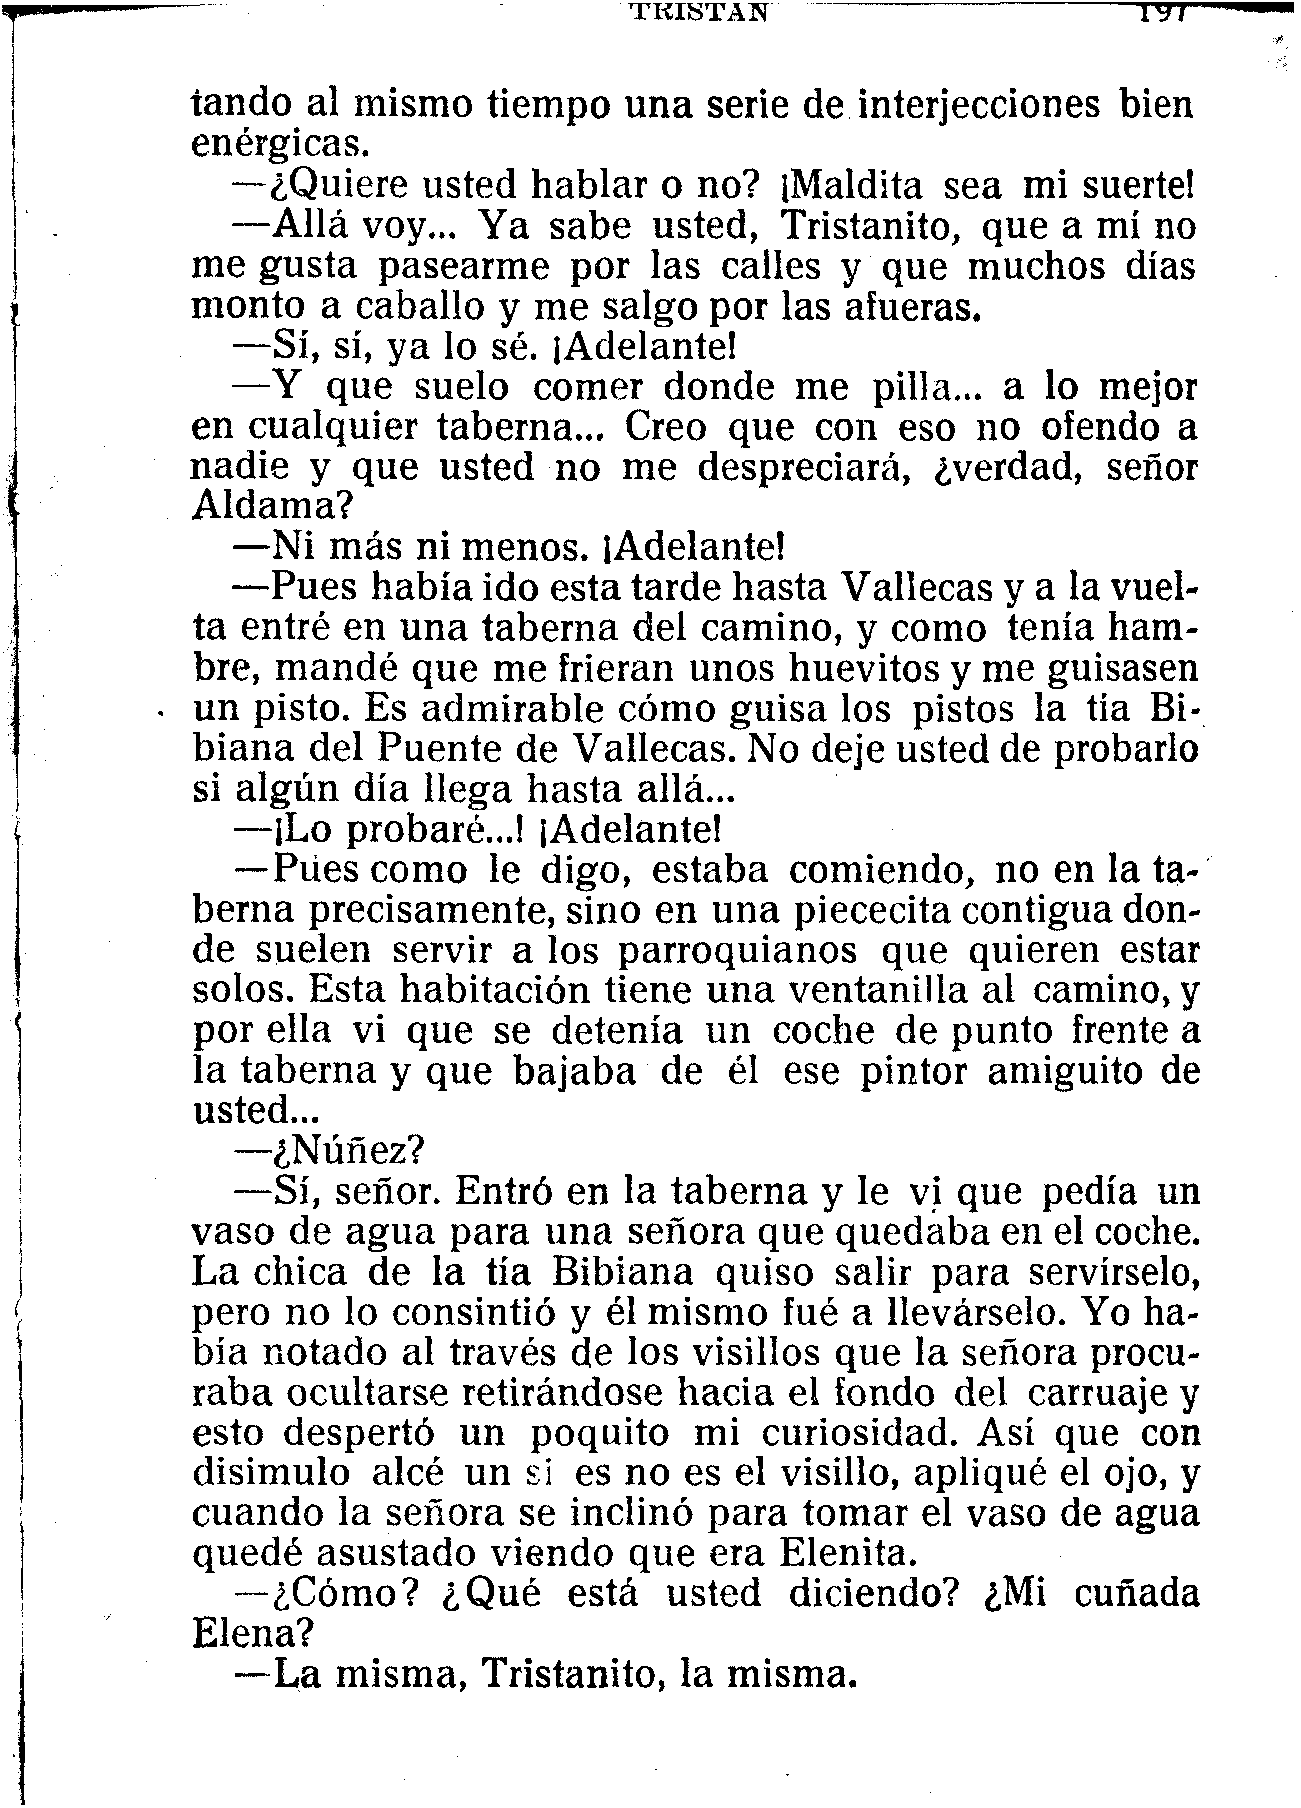 TRISTAN 197
tando al mismo tiempo una serie de interjecciones bien
enérgicas.
—¿Quiere usted hablar o no? ¡Maldita sea mi suerte!
—Allá voy... Ya sabe usted, Tristanito, que a mí no
me gusta pasearme por las calles y que muchos días
monto a caballo y me salgo por las afueras.
—Sí, sí, ya lo sé. ¡Adelante!
—Y que suelo comer donde me pilla... a lo mejor
en cualquier taberna... Creo que con eso no ofendo a
nadie y que usted no me despreciará, ¿verdad, señor
Aldama?
—Ni más ni menos. ¡Adelante!
—Pues había ido esta tarde hasta Vallecas y a la vuel-
ta entré en una taberna del camino, y como tenía ham-
bre, mandé que me frieran unos huevitos y me guisasen
un pisto. Es admirable cómo guisa los pistos la tía Bi-
biana del Puente de Vallecas. No deje usted de probarlo
si algún día llega hasta allá...
—¡Lo probaré...! ¡Adelante!
—Pues como le digo, estaba comiendo, no en la ta-
berna precisamente, sino en una piececita contigua don-
de suelen servir a los parroquianos que quieren estar
solos. Esta habitación tiene una ventanilla al camino, y
por ella vi que se detenía un coche de punto frente a
la taberna y que bajaba de él ese pintor amiguito de
usted...
—¿Núñez?
—Sí, señor. Entró en la taberna y le vi que pedía un
vaso de agua para una señora que quedaba en el coche.
La chica de la tía Bibiana quiso salir para servírselo,
pero no lo consintió y él mismo fué a llevárselo. Yo ha-
bía notado al través de los visillos que la señora procu-
raba ocultarse retirándose hacia el fondo del carruaje y
esto despertó un poquito mi curiosidad. Así que con
disimulo alcé un si es no es el visillo, apliqué el ojo, y
cuando la señora se inclinó para tomar el vaso de agua
quedé asustado viendo que era Elenita.
—¿Cómo? ¿Qué está usted diciendo? ¿Mi cuñada
Elena?
—La misma, Tristanito, la misma.